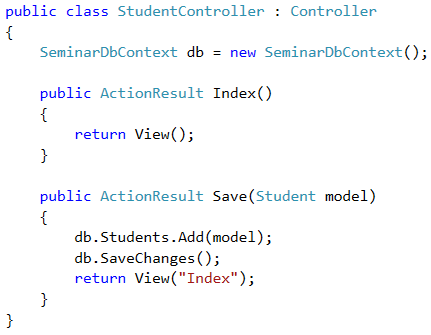 public class StudentController : Controller
{
    SeminarDbContext db = new SeminarDbContext();

    public ActionResult Index()
    {
        return View();
    }

    public ActionResult Save(Student model)
    {
        db.Students.Add(model);
        db.SaveChanges();
        return View("Index");
    }
}